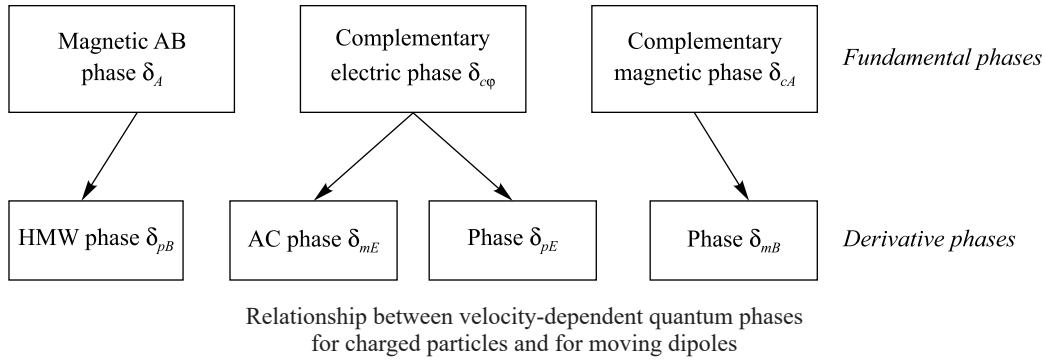 Magnetic AB
phase δ_A
Complementary
electric phase δ_cφ
Complementary
magnetic phase δ_cA
Fundamental phases
HMW phase δ_pB
AC phase δ_mE
Phase δ_pE
Phase δ_mB
Derivative phases
Relationship between velocity-dependent quantum phases
for charged particles and for moving dipoles